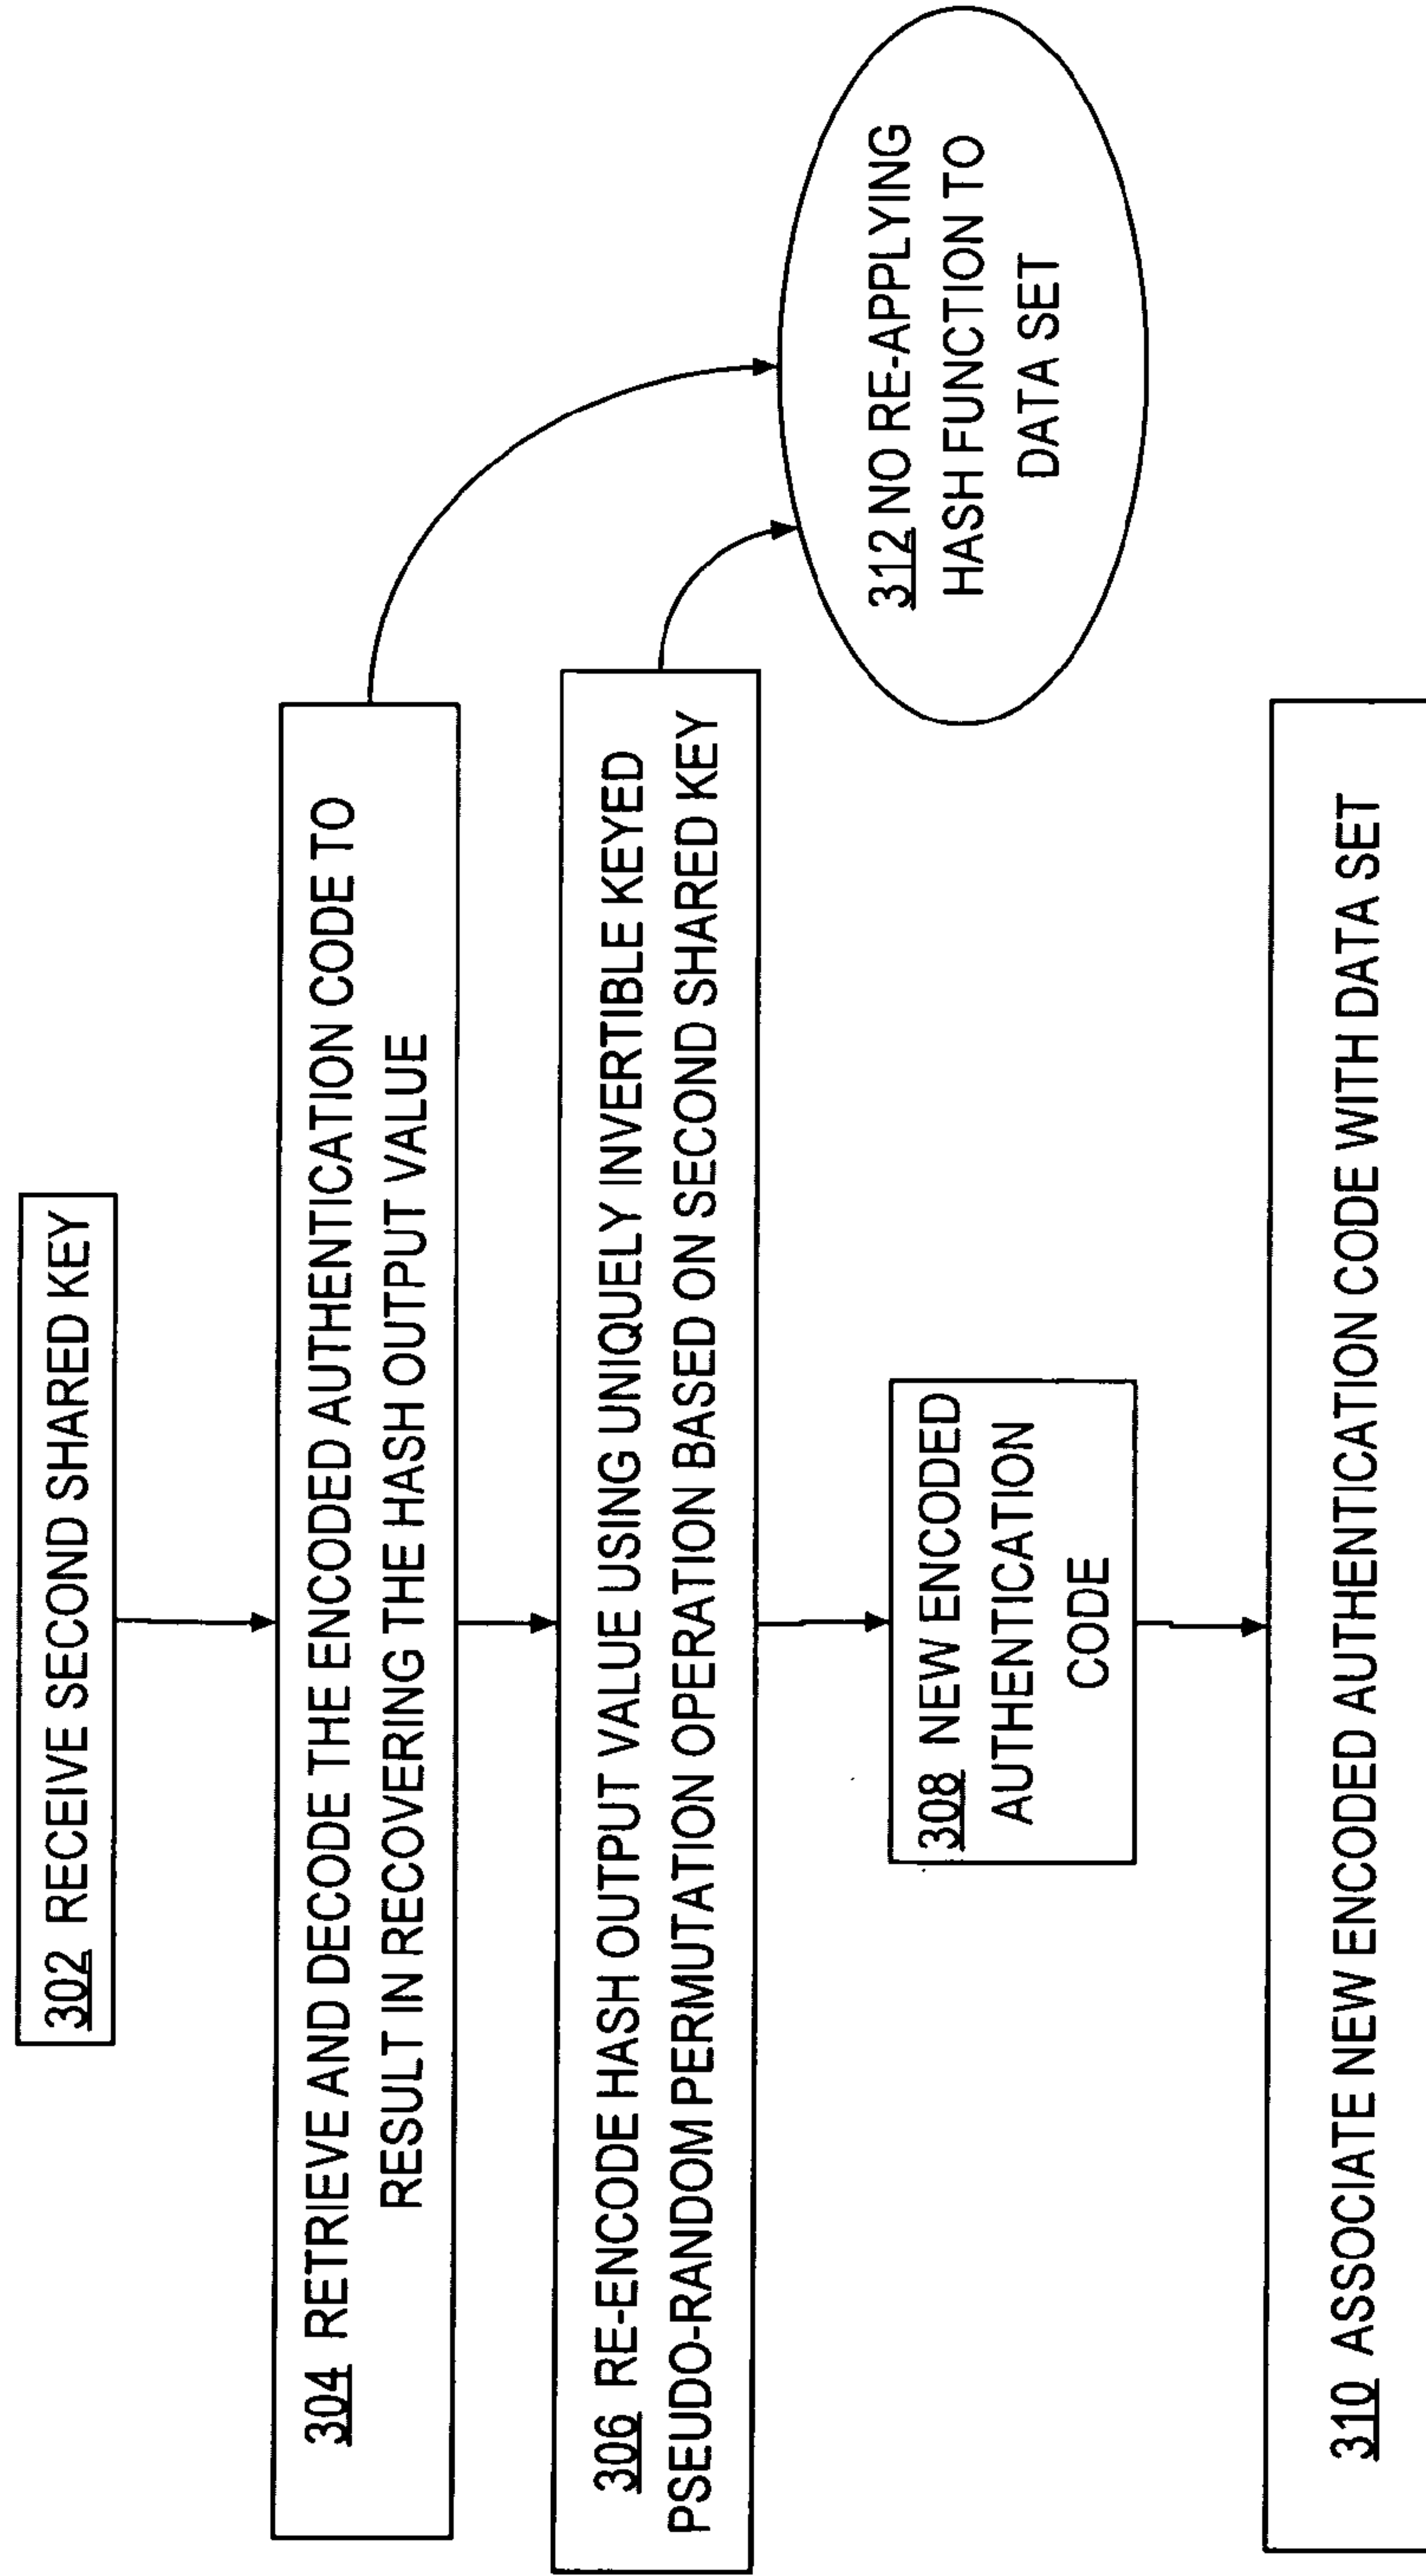 302 RECEIVE SECOND SHARED KEY
304 RETRIEVE AND DECODE THE ENCODED AUTHENTICATION CODE TO
RESULT IN RECOVERING THE HASH OUTPUT VALUE
306 RE-ENCODE HASH OUTPUT VALUE USING UNIQUELY INVERTIBLE KEYED
PSEUDO-RANDOM PERMUTATION OPERATION BASED ON SECOND SHARED KEY
312 NO RE-APPLYING
HASH FUNCTION TO
DATA SET
308 NEW ENCODED
AUTHENTICATION
CODE
310 ASSOCIATE NEW ENCODED AUTHENTICATION CODE WITH DATA SET